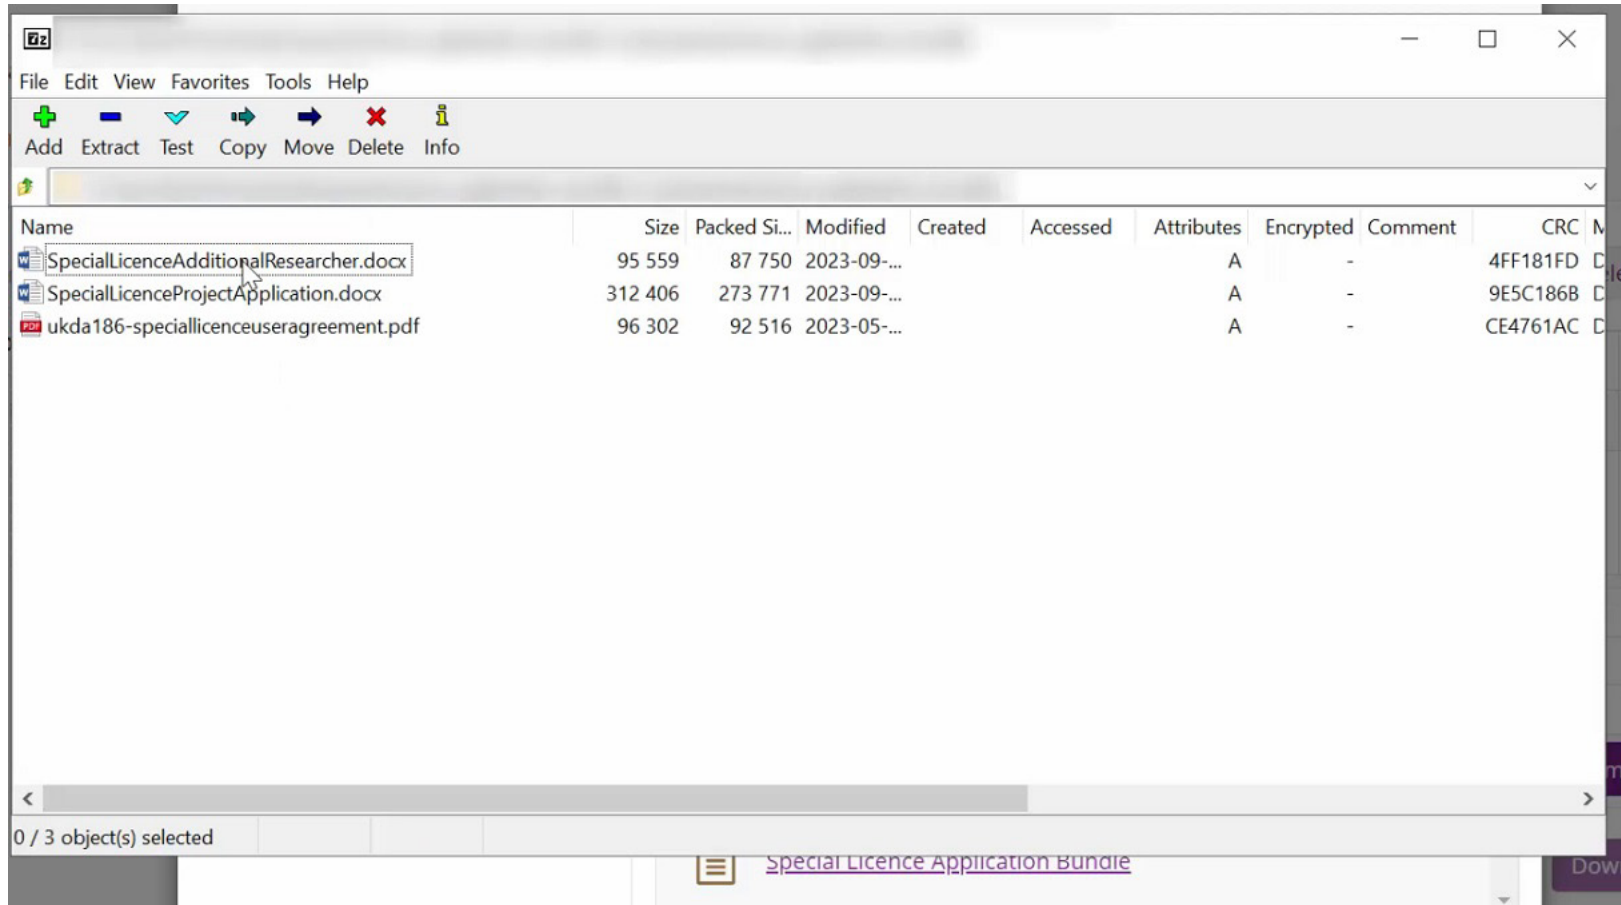 7z
File Edit View Favorites Tools Help
Add Extract Test Copy Move Delete Info
Name Size Packed Si... Modified Created Accessed Attributes Encrypted Comment CRC M
SpecialLicenceAdditionalResearcher.docx 95 559 87 750 2023-09-... A - 4FF181FD D
SpecialLicenceProjectApplication.docx 312 406 273 771 2023-09-... A - 9E5C186B D
PDF ukda186-speciallicenceuseragreement.pdf 96 302 92 516 2023-05-... A - CE4761AC D
0 / 3 object(s) selected
Special Licence Application Bundle
Dow